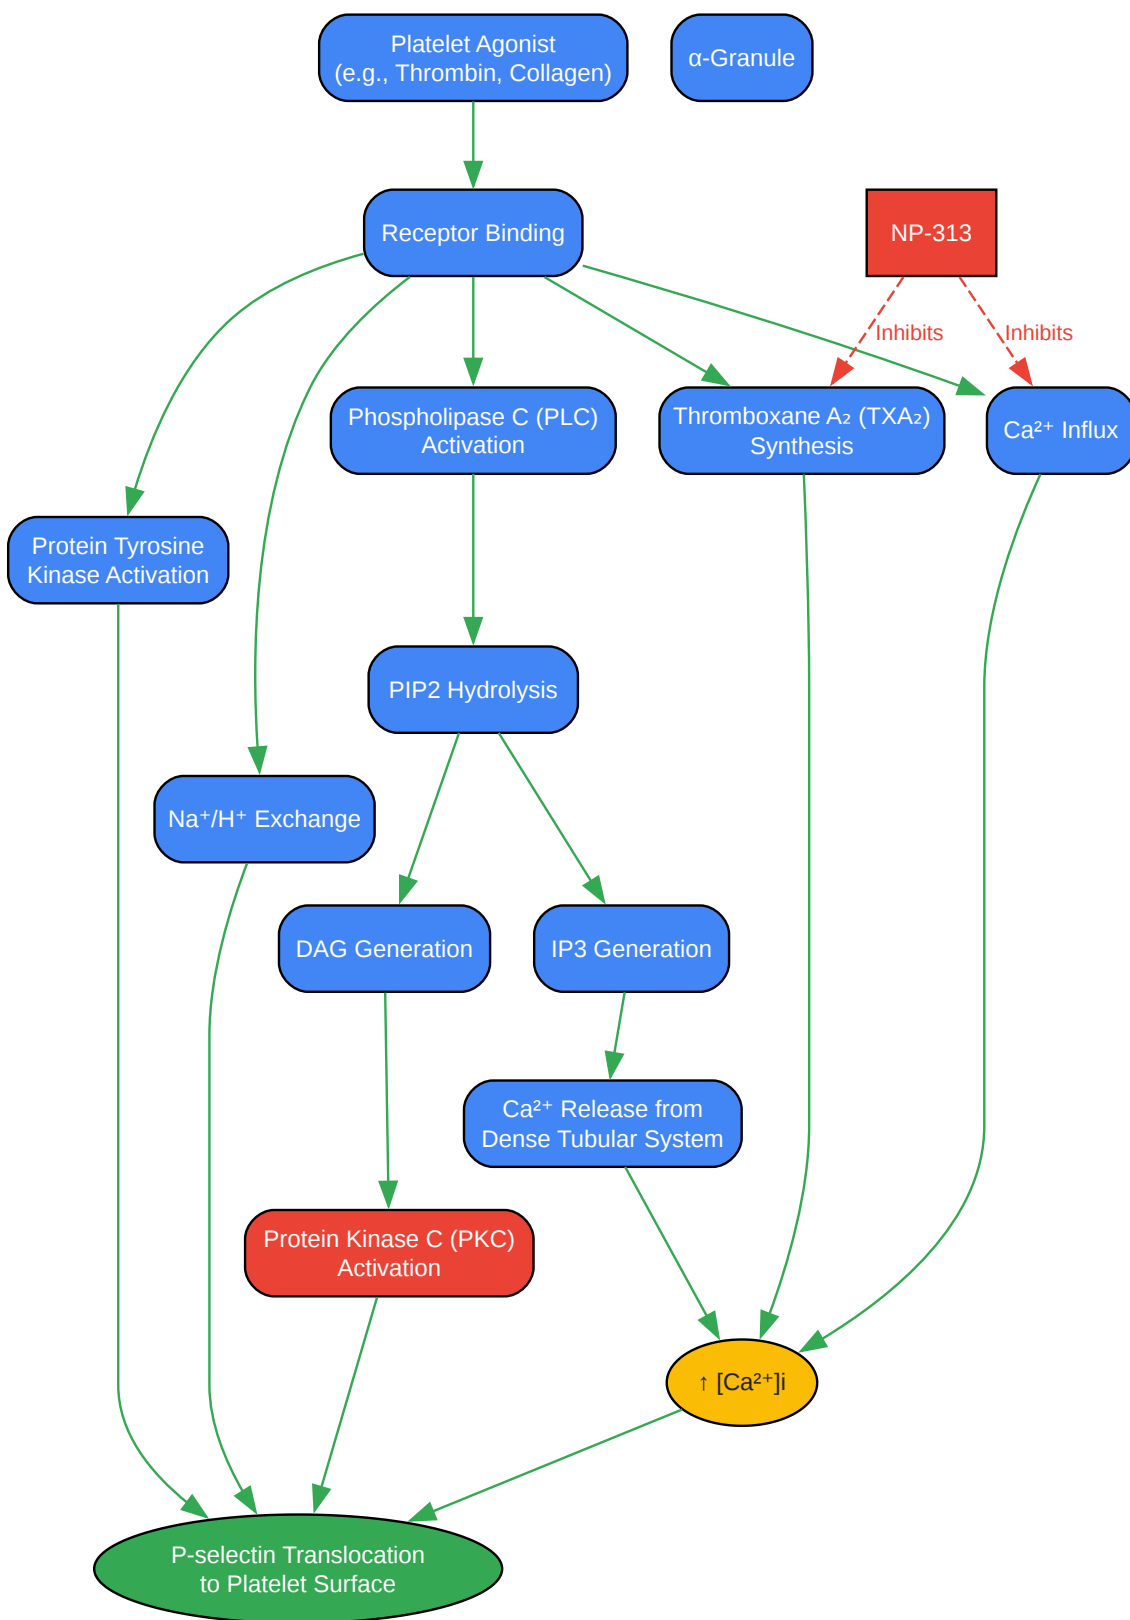 Platelet Agonist
(e.g., Thrombin, Collagen)
α-Granule
Receptor Binding
NP-313
Inhibits
Inhibits
Phospholipase C (PLC)
Activation
Thromboxane A₂ (TXA₂)
Synthesis
Ca²⁺ Influx
Protein Tyrosine
Kinase Activation
PIP2 Hydrolysis
Na⁺/H⁺ Exchange
DAG Generation
IP3 Generation
Ca²⁺ Release from
Dense Tubular System
Protein Kinase C (PKC)
Activation
↑ [Ca²⁺]i
P-selectin Translocation
to Platelet Surface